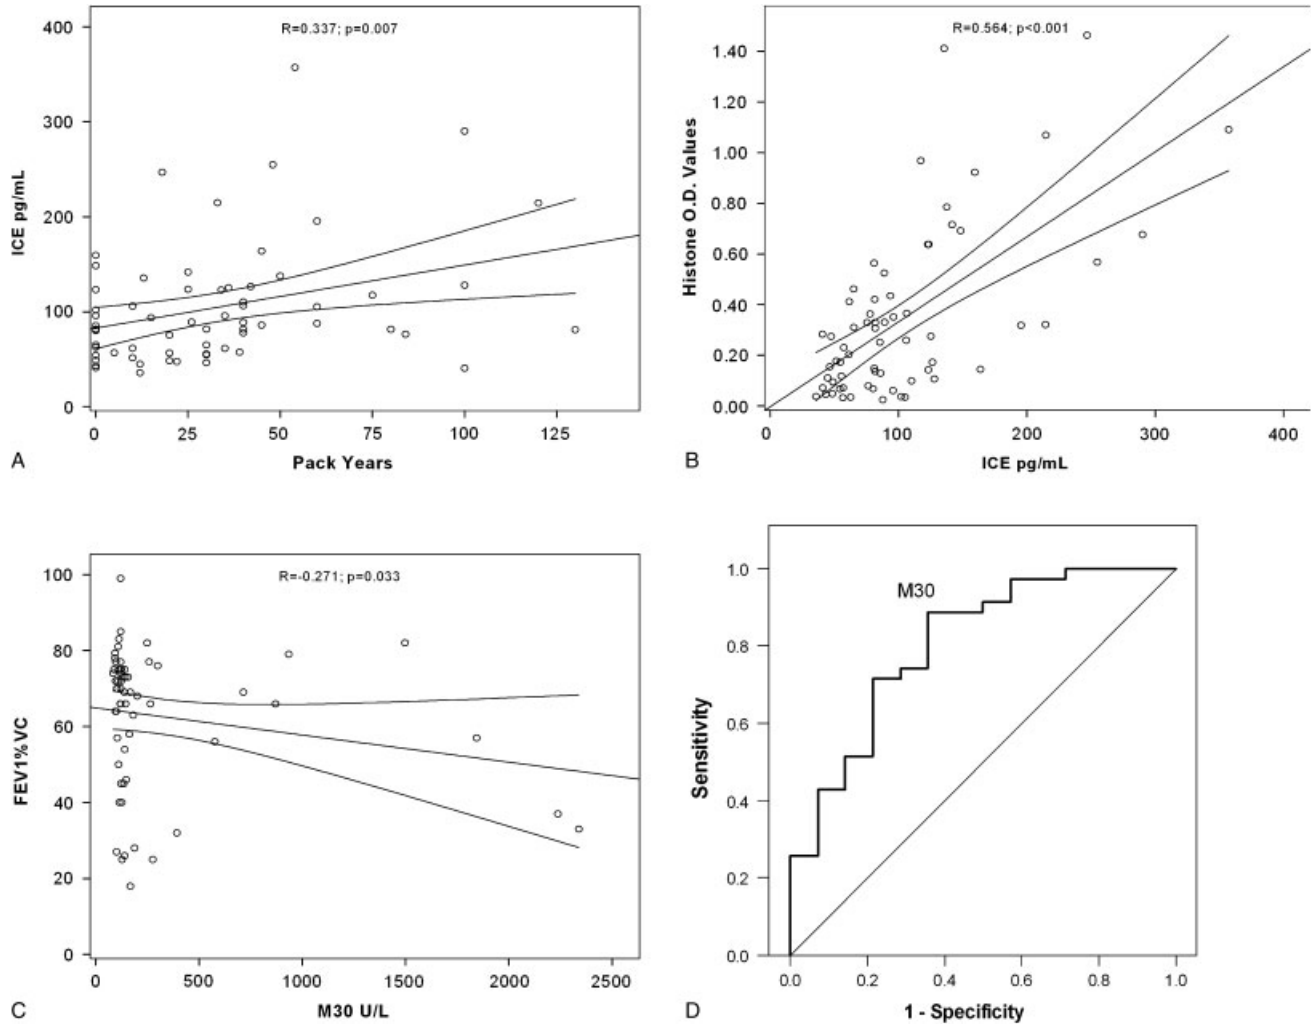 R=0.337; p=0.007
400
300
200
100
0
ICE pg/mL
0 25 50 75 100 125
Pack Years
A
R=0.564; p<0.001
1.40
1.20
1.00
0.80
0.60
0.40
0.20
0.00
Histone O.D. Values
0 100 200 300 400
ICE pg/mL
B
R=-0.271; p=0.033
100
80
60
40
20
0
FEV1%VC
0 500 1000 1500 2000 2500
M30 U/L
C
M30
1.0
0.8
0.6
0.4
0.2
0.0
Sensitivity
0.0 0.2 0.4 0.6 0.8 1.0
1 - Specificity
D